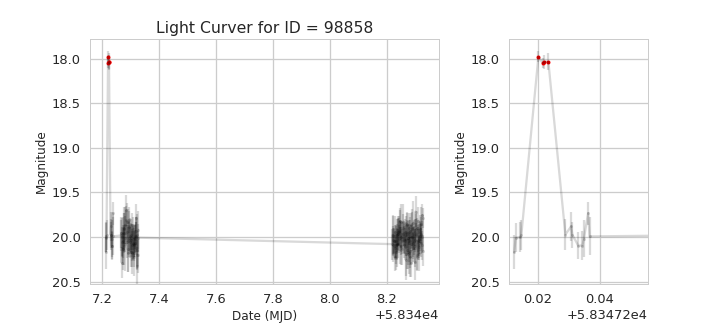 Light Curver for ID = 98858
Magnitude
18.0
18.5
19.0
19.5
20.0
20.5
7.2 7.4 7.6 7.8 8.0 8.2
Date (MJD)
+5.834e4
Magnitude
18.0
18.5
19.0
19.5
20.0
20.5
0.02 0.04
+5.83472e4